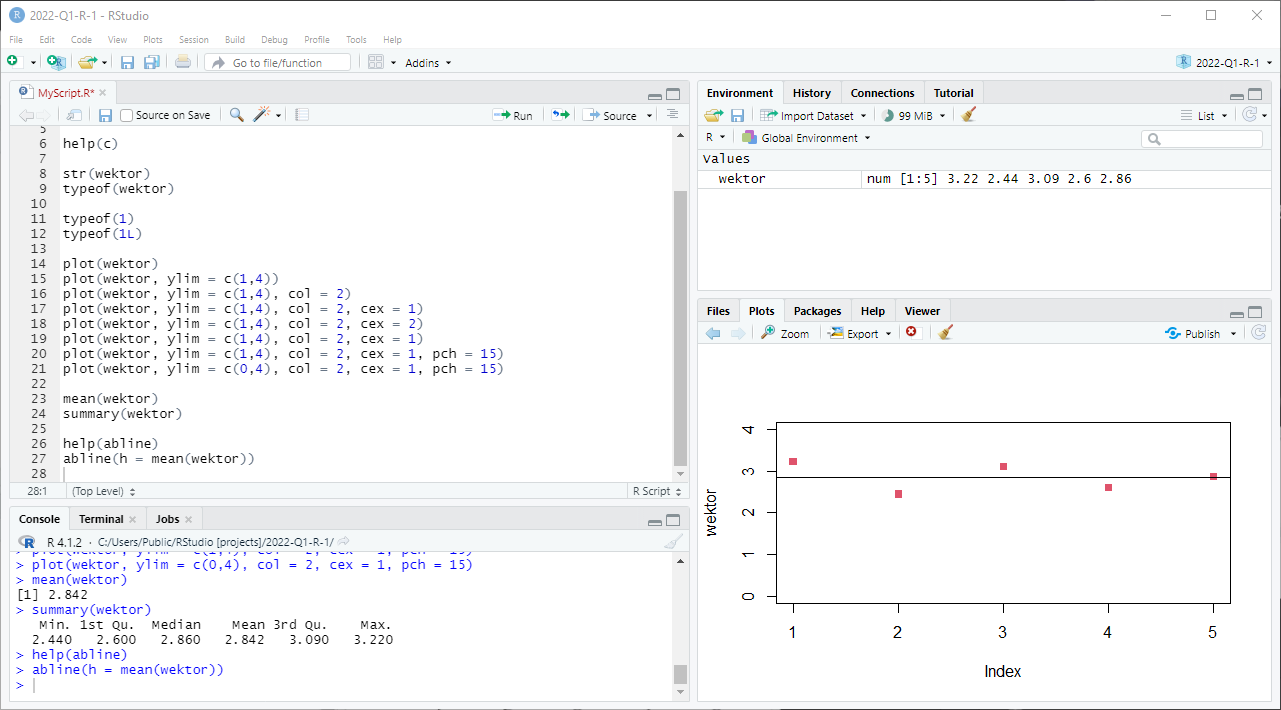 2022-Q1-R-1 - RStudio
File Edit Code View Plots Session Build Debug Profile Tools Help
Go to file/function Addins 2022-Q1-R-1
MyScript.R*
Source on Save Run Source
5
6 help(c)
7
8 str(wektor)
9 typeof(wektor)
10
11 typeof(1)
12 typeof(1L)
13
14 plot(wektor)
15 plot(wektor, ylim = c(1,4))
16 plot(wektor, ylim = c(1,4), col = 2)
17 plot(wektor, ylim = c(1,4), col = 2, cex = 1)
18 plot(wektor, ylim = c(1,4), col = 2, cex = 2)
19 plot(wektor, ylim = c(1,4), col = 2, cex = 1)
20 plot(wektor, ylim = c(1,4), col = 2, cex = 1, pch = 15)
21 plot(wektor, ylim = c(0,4), col = 2, cex = 1, pch = 15)
22
23 mean(wektor)
24 summary(wektor)
25
26 help(abline)
27 abline(h = mean(wektor))
28
28:1 (Top Level) R Script
Console Terminal Jobs
R 4.1.2 · C:/Users/Public/RStudio [projects]/2022-Q1-R-1/
> plot(wektor, ylim = c(1,4), col = 2, cex = 1, pch = 15)
> plot(wektor, ylim = c(0,4), col = 2, cex = 1, pch = 15)
> mean(wektor)
[1] 2.842
> summary(wektor)
Min. 1st Qu. Median Mean 3rd Qu. Max.
2.440 2.600 2.860 2.842 3.090 3.220
> help(abline)
> abline(h = mean(wektor))
>
Environment History Connections Tutorial
Import Dataset 99 MiB List
R Global Environment
Values
wektor num [1:5] 3.22 2.44 3.09 2.6 2.86
Files Plots Packages Help Viewer
Zoom Export Publish
wektor
4
3
2
1
0
1 2 3 4 5
Index